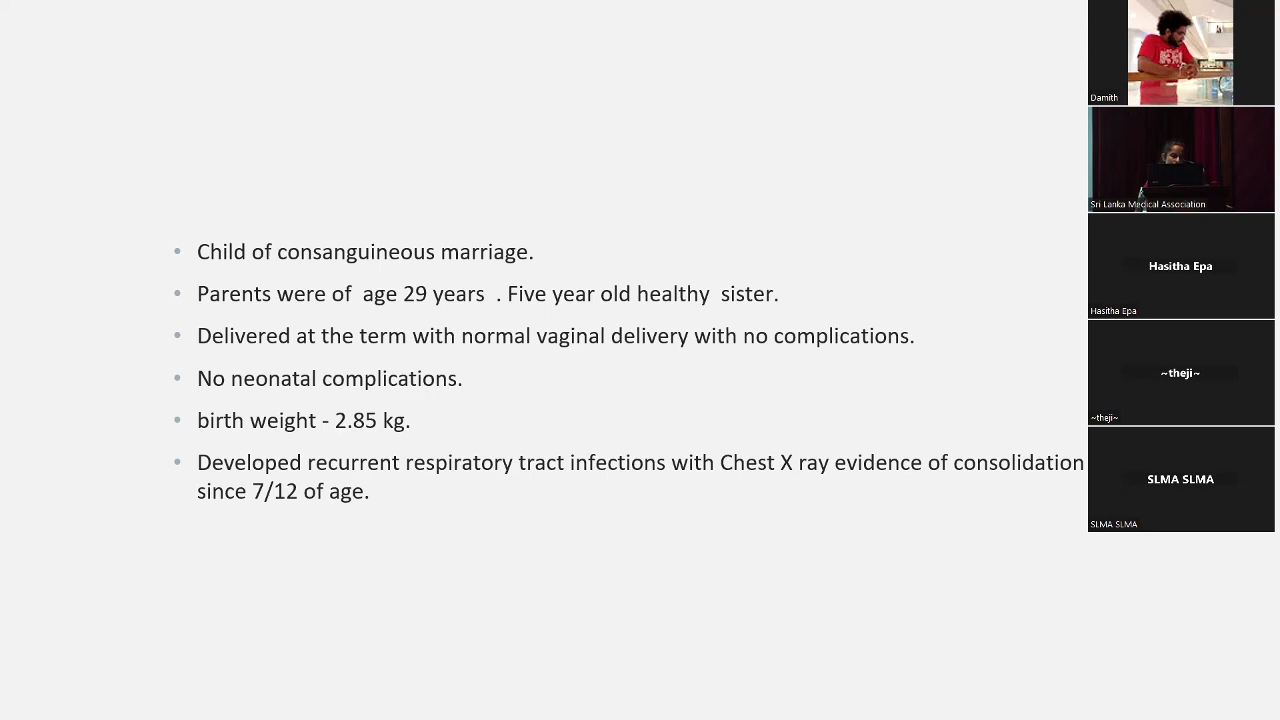 • Child of consanguineous marriage.
• Parents were of  age 29 years  . Five year old healthy  sister.
• Delivered at the term with normal vaginal delivery with no complications.
• No neonatal complications.
• birth weight - 2.85 kg.
• Developed recurrent respiratory tract infections with Chest X ray evidence of consolidation
since 7/12 of age.
Damith
Sri Lanka Medical Association
Hasitha Epa
Hasitha Epa
~theji~
~theji~
SLMA SLMA
SLMA SLMA